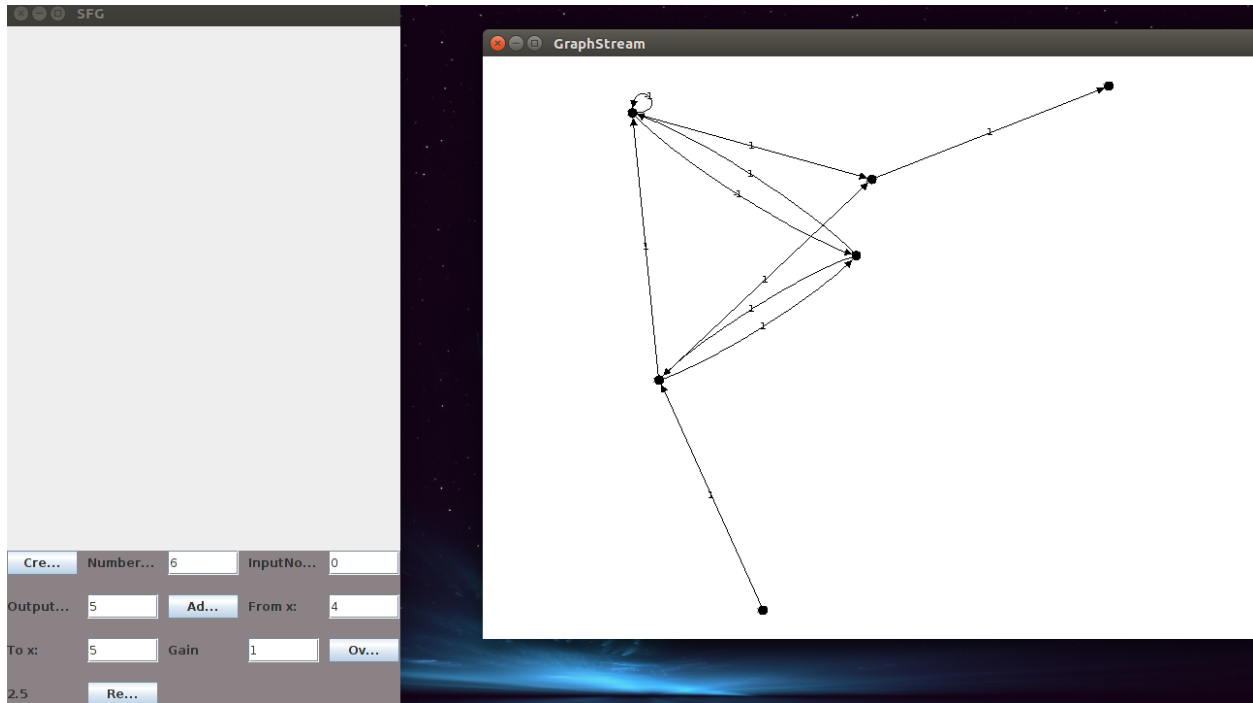 SFG
GraphStream
-1
1
1
1
-1
1
1
1
1
1
Cre... Number... 6 InputNo... 0
Output... 5 Ad... From x: 4
To x: 5 Gain 1 Ov...
2.5 Re...